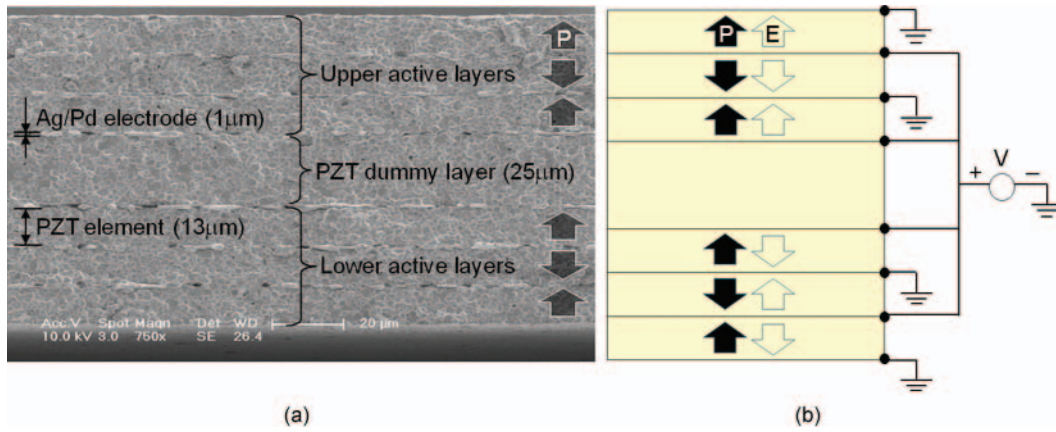 P
Upper active layers
Ag/Pd electrode (1μm)
PZT dummy layer (25μm)
PZT element (13μm)
Lower active layers
Acc.V Spot Magn Det WD
10.0 kV 3.0 750x SE 26.4
20 μm
(a)
P E
V
+ −
(b)